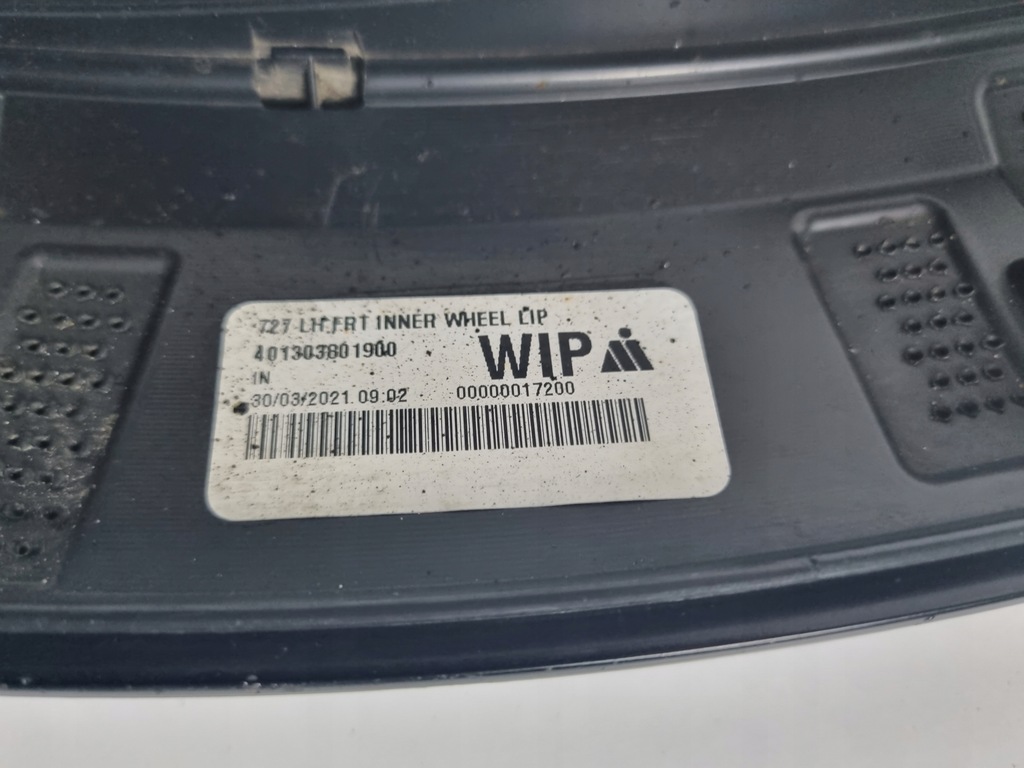 727 LH FRT INNER WHEEL LIP
401303801900
WIP
IN
30/03/2021 09:02 00000017200